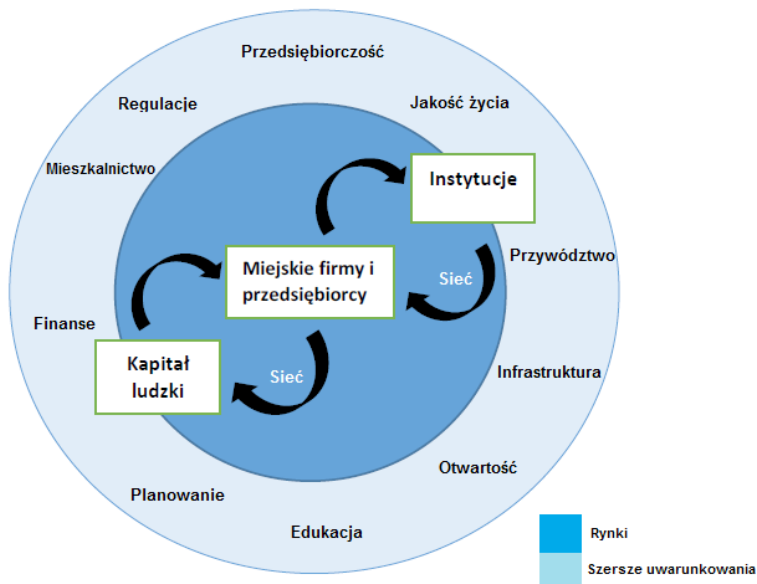 Przedsiębiorczość
Regulacje
Jakość życia
Mieszkalnictwo
Instytucje
Przywództwo
Miejskie firmy i
przedsiębiorcy
Sieć
Finanse
Kapitał
ludzki
Sieć
Infrastruktura
Otwartość
Planowanie
Edukacja
Rynki
Szersze uwarunkowania